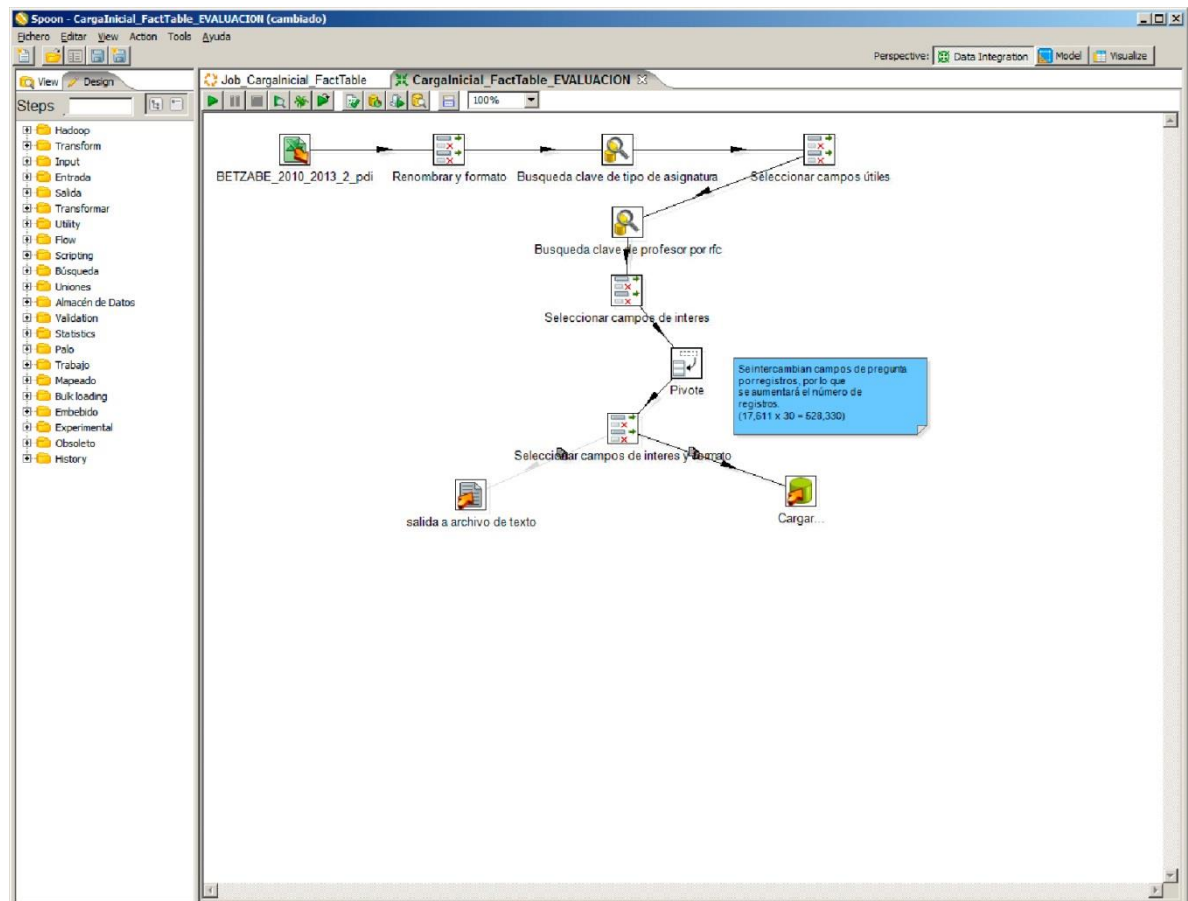 Spoon - CargaInicial_FactTable_EVALUACION (cambiado)
Fichero Editar View Action Tools Ayuda
Perspective: Data Integration Model Visualize
View Design
Job_CargaInicial_FactTable CargaInicial_FactTable_EVALUACION
Steps
100%
Hadoop
Transform
Input
Entrada
Salida
Transformar
Utility
Flow
Scripting
Búsqueda
Uniones
Almacén de Datos
Validation
Statistics
Palo
Trabajo
Mapeado
Bulk loading
Embebido
Experimental
Obsoleto
History
BETZABE_2010_2013_2_pdi Renombrar y formato Busqueda clave de tipo de asignatura Seleccionar campos útiles
Busqueda clave de profesor por rfc
Seleccionar campos de interes
Pivote
Se intercambian campos de pregunta
por registros, por lo que
se aumentará el número de
registros.
(17,611 x 30 = 528,330)
Seleccionar campos de interes y formato
salida a archivo de texto
Cargar...